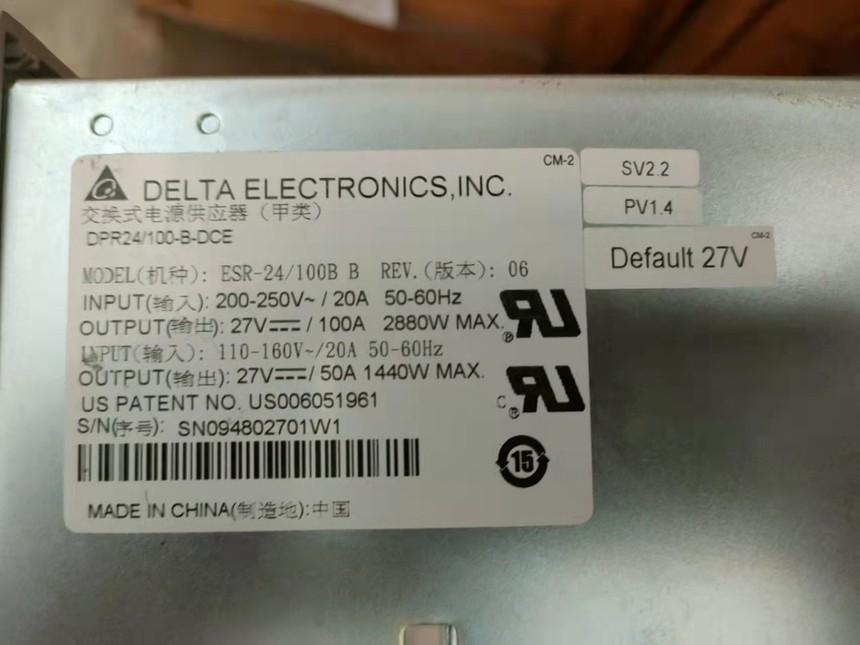 CM-2
DELTA ELECTRONICS,INC.
交换式电源供应器(甲类)
DPR24/100-B-DCE
MODEL(机种): ESR-24/100B B REV.(版本): 06
INPUT(输入): 200-250V~ / 20A 50-60Hz
OUTPUT(输出): 27V⎓ / 100A 2880W MAX.
INPUT(输入): 110-160V~/20A 50-60Hz
OUTPUT(输出): 27V⎓/ 50A 1440W MAX.
US PATENT NO. US006051961
S/N(序号): SN094802701W1
MADE IN CHINA(制造地):中国
RU
®
C RU
®
15
SV2.2
PV1.4
CM-2
Default 27V